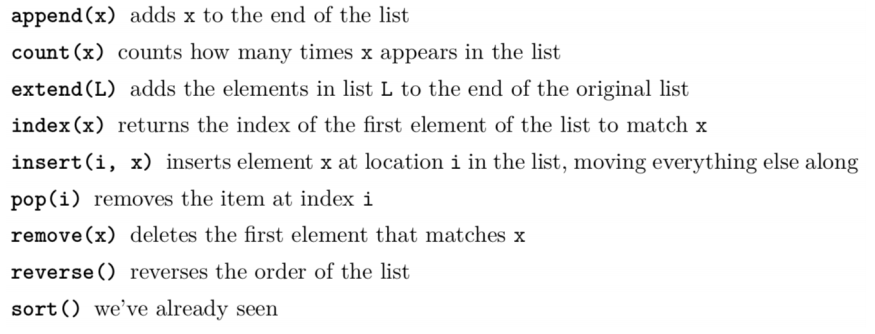 append(x) adds x to the end of the list
count(x) counts how many times x appears in the list
extend(L) adds the elements in list L to the end of the original list
index(x) returns the index of the first element of the list to match x
insert(i, x) inserts element x at location i in the list, moving everything else along
pop(i) removes the item at index i
remove(x) deletes the first element that matches x
reverse() reverses the order of the list
sort() we've already seen